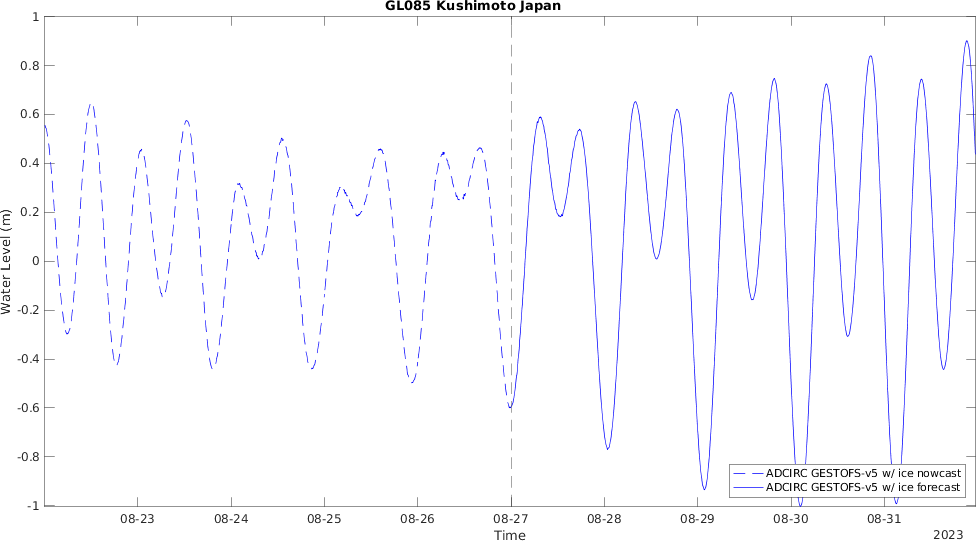 GL085 Kushimoto Japan
1
0.8
0.6
0.4
0.2
0
-0.2
-0.4
-0.6
-0.8
-1
Water Level (m)
08-23 08-24 08-25 08-26 08-27 08-28 08-29 08-30 08-31
Time
2023
ADCIRC GESTOFS-v5 w/ ice nowcast
ADCIRC GESTOFS-v5 w/ ice forecast